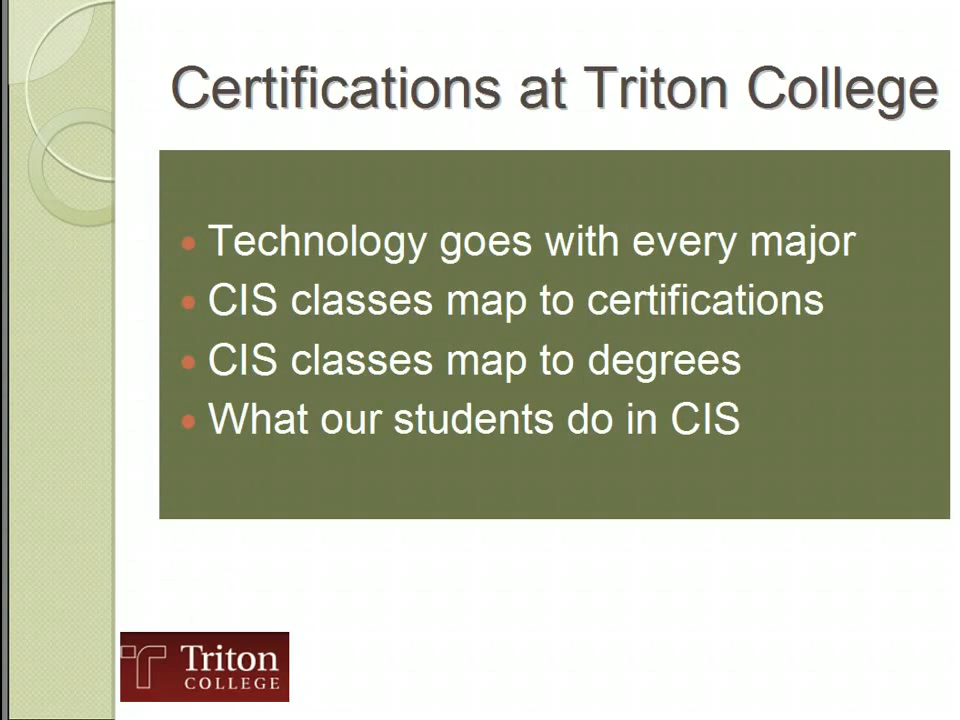 Certifications at Triton College
• Technology goes with every major
• CIS classes map to certifications
• CIS classes map to degrees
• What our students do in CIS
Triton
COLLEGE